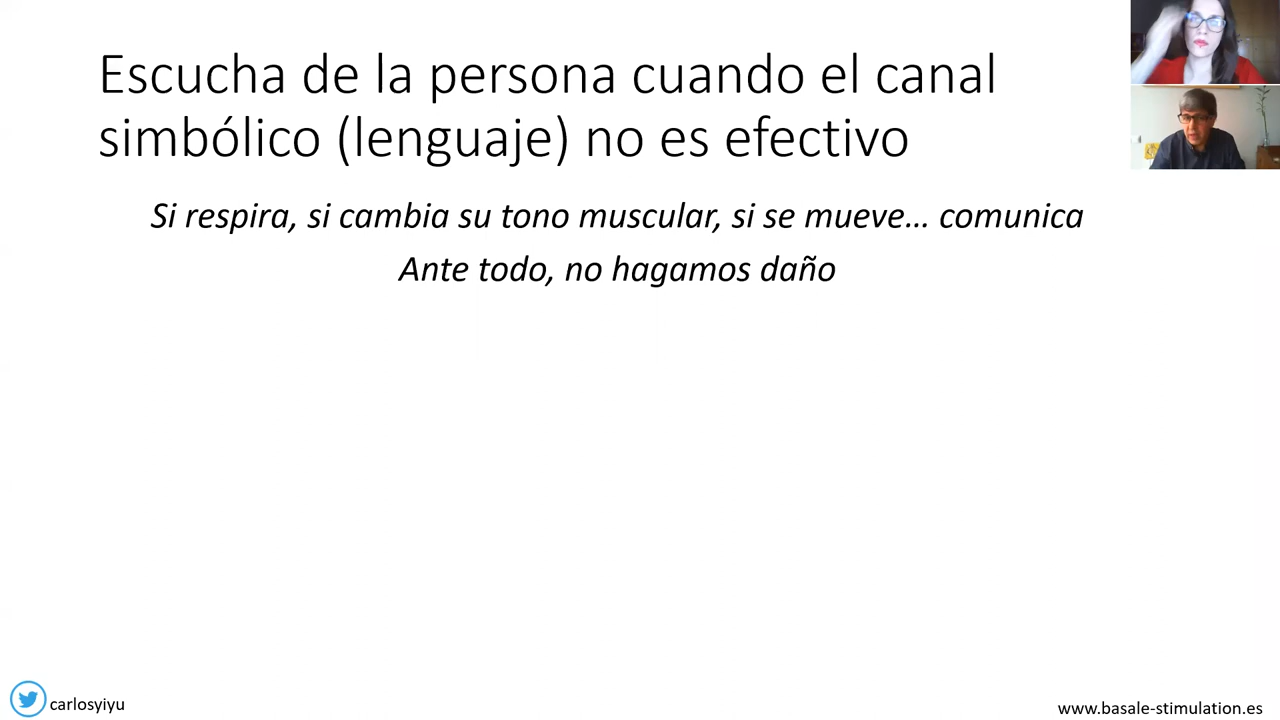 Escucha de la persona cuando el canal
simbólico (lenguaje) no es efectivo
Si respira, si cambia su tono muscular, si se mueve… comunica
Ante todo, no hagamos daño
carlosyiyu
www.basale-stimulation.es